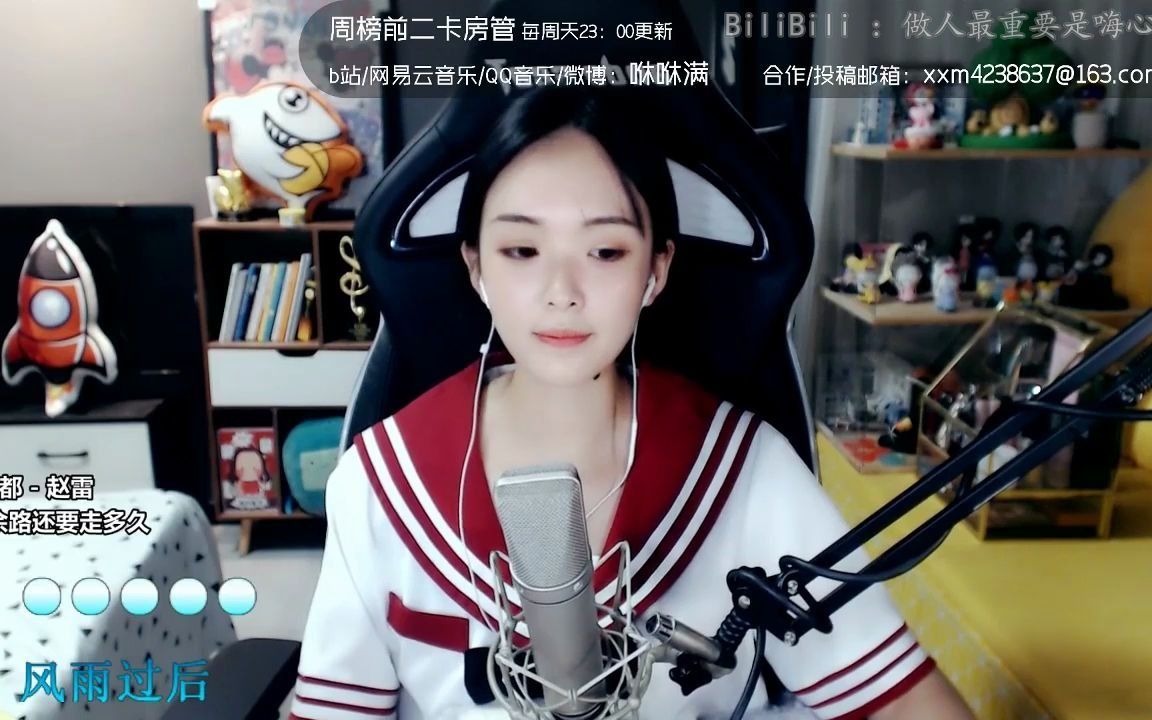 周榜前二卡房管 每周天23：00更新
BiliBili ：做人最重要是嗨心
b站/网易云音乐/QQ音乐/微博：咻咻满
合作/投稿邮箱：xxm4238637@163.com
都 - 赵雷
余路还要走多久
风雨过后